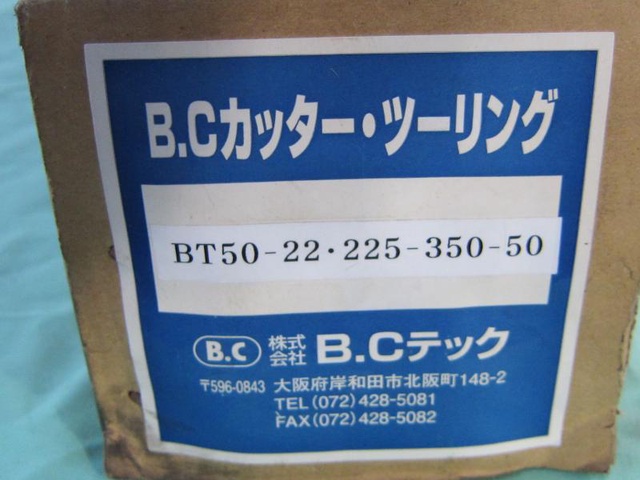 B.Cカッター・ツーリング
BT50-22・225-350-50
B.C 株式会社 B.Cテック
〒596-0843 大阪府岸和田市北阪町148-2
TEL(072)428-5081
FAX(072)428-5082